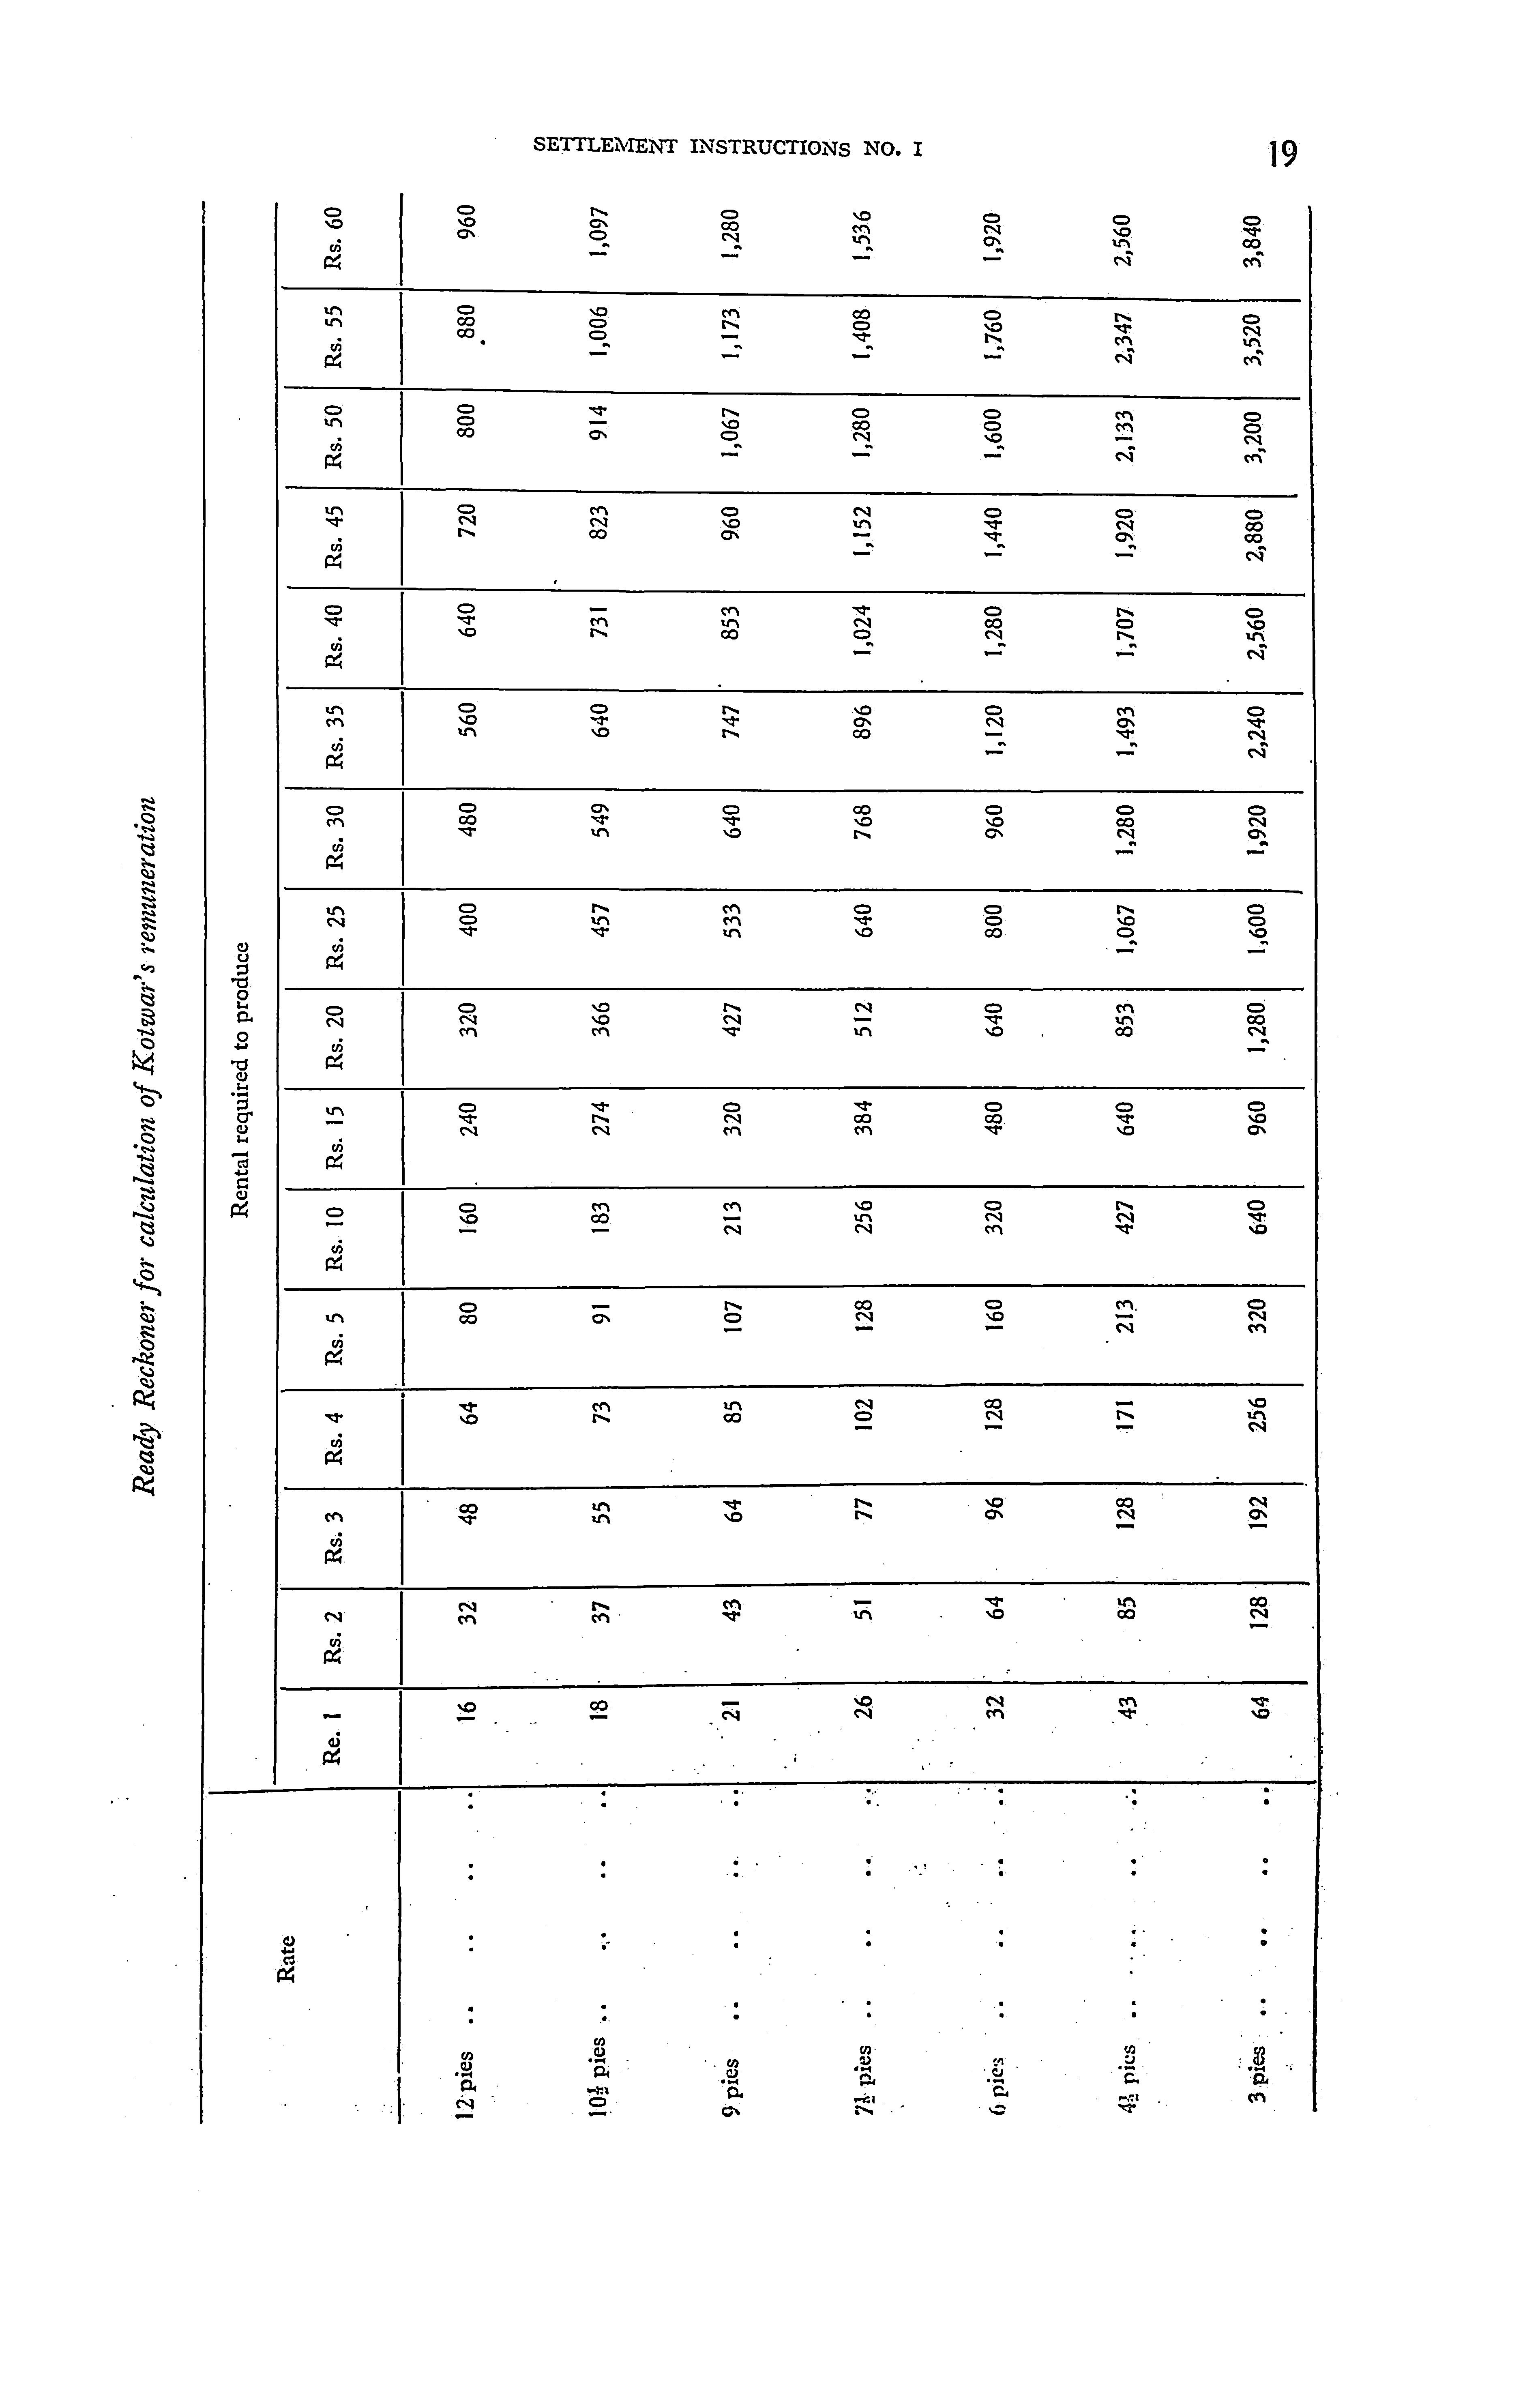 SETTLEMENT INSTRUCTIONS NO. I 19
Ready Reckoner for calculation of Kotwar's remuneration
Rate Rental required to produce
Re. 1 Rs. 2 Rs. 3 Rs. 4 Rs. 5 Rs. 10 Rs. 15 Rs. 20 Rs. 25 Rs. 30 Rs. 35 Rs. 40 Rs. 45 Rs. 50 Rs. 55 Rs. 60
12 pies .. .. .. .. 16 32 48 64 80 160 240 320 400 480 560 640 720 800 880 960
10½ pies .. .. .. .. 18 37 55 73 91 183 274 366 457 549 640 731 823 914 1,006 1,097
9 pies .. .. .. .. 21 43 64 85 107 213 320 427 533 640 747 853 960 1,067 1,173 1,280
7½ pies .. .. .. .. 26 51 77 102 128 256 384 512 640 768 896 1,024 1,152 1,280 1,408 1,536
6 pies .. .. .. .. 32 64 96 128 160 320 480 640 800 960 1,120 1,280 1,440 1,600 1,760 1,920
4½ pies .. .. .. .. 43 85 128 171 213 427 640 853 1,067 1,280 1,493 1,707 1,920 2,133 2,347 2,560
3 pies .. .. .. .. 64 128 192 256 320 640 960 1,280 1,600 1,920 2,240 2,560 2,880 3,200 3,520 3,840